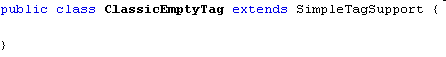 public class ClassicEmptyTag extends SimpleTagSupport {
}